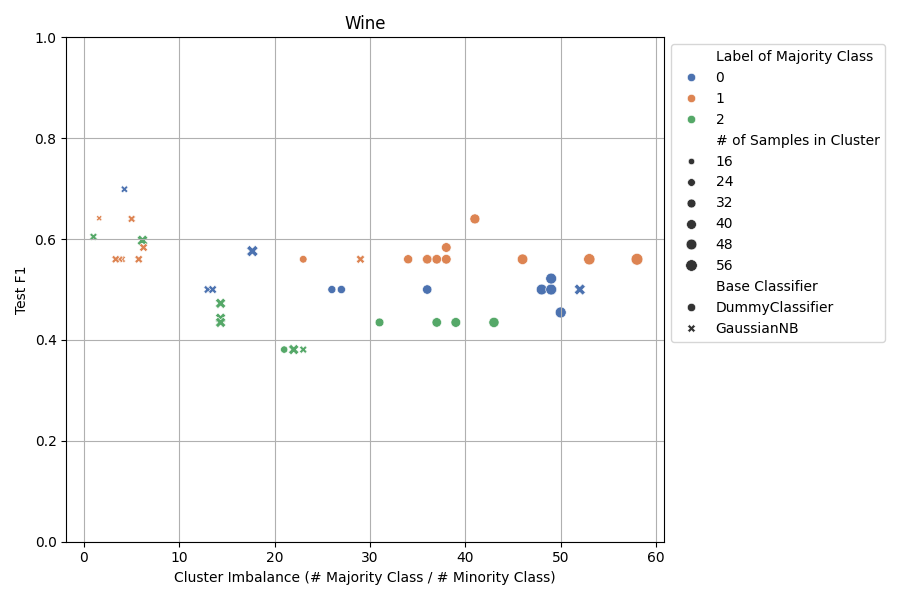 Wine
1.0
0.8
0.6
0.4
0.2
0.0
Test F1
0 10 20 30 40 50 60
Cluster Imbalance (# Majority Class / # Minority Class)
Label of Majority Class
0
1
2
# of Samples in Cluster
16
24
32
40
48
56
Base Classifier
DummyClassifier
GaussianNB